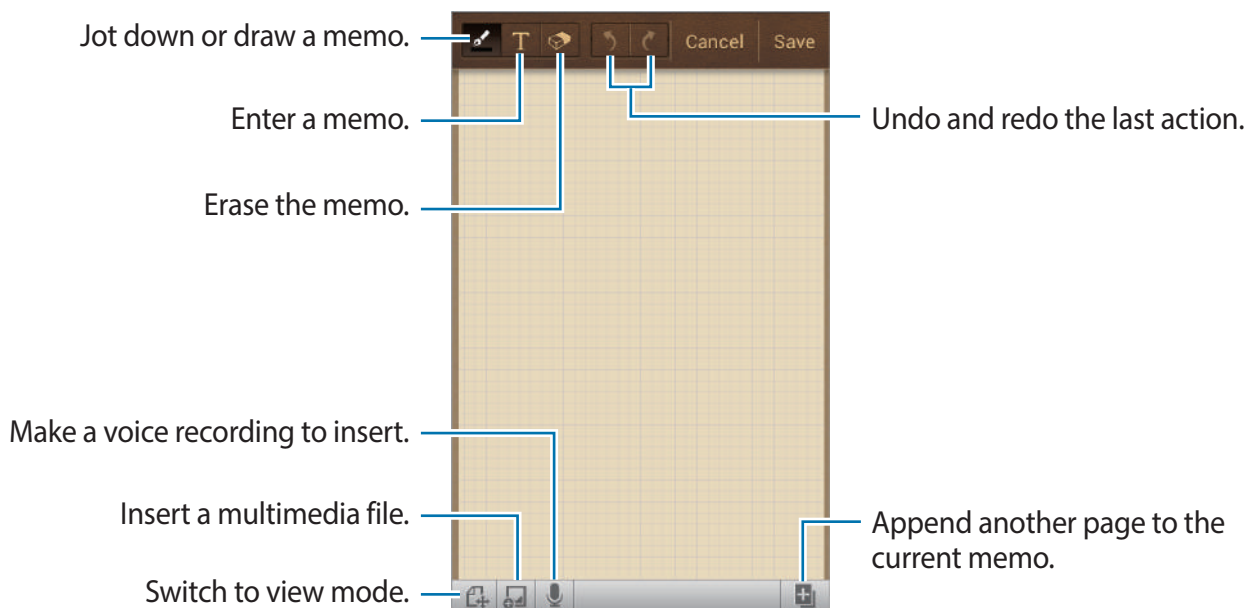 Jot down or draw a memo.
T
Cancel
Save
Enter a memo.
Undo and redo the last action.
Erase the memo.
Make a voice recording to insert.
Insert a multimedia file.
Append another page to the
current memo.
Switch to view mode.